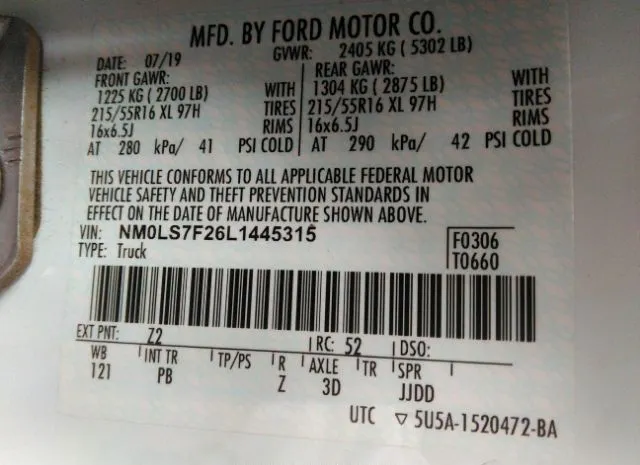 MFD. BY FORD MOTOR CO.
DATE: 07/19 GVWR: 2405 KG ( 5302 LB)
FRONT GAWR: REAR GAWR:
1225 KG ( 2700 LB) WITH 1304 KG ( 2875 LB) WITH
215/55R16 XL 97H TIRES 215/55R16 XL 97H TIRES
16x6.5J RIMS 16x6.5J RIMS
AT 280 kPa/ 41 PSI COLD AT 290 kPa/ 42 PSI COLD
THIS VEHICLE CONFORMS TO ALL APPLICABLE FEDERAL MOTOR
VEHICLE SAFETY AND THEFT PREVENTION STANDARDS IN
EFFECT ON THE DATE OF MANUFACTURE SHOWN ABOVE.
VIN: NM0LS7F26L1445315 F0306
TYPE: Truck T0660
EXT PNT: Z2 RC: 52 DSO:
WB INT TR TP/PS R AXLE TR SPR
121 PB Z 3D JJDD
UTC ▽ 5U5A-1520472-BA